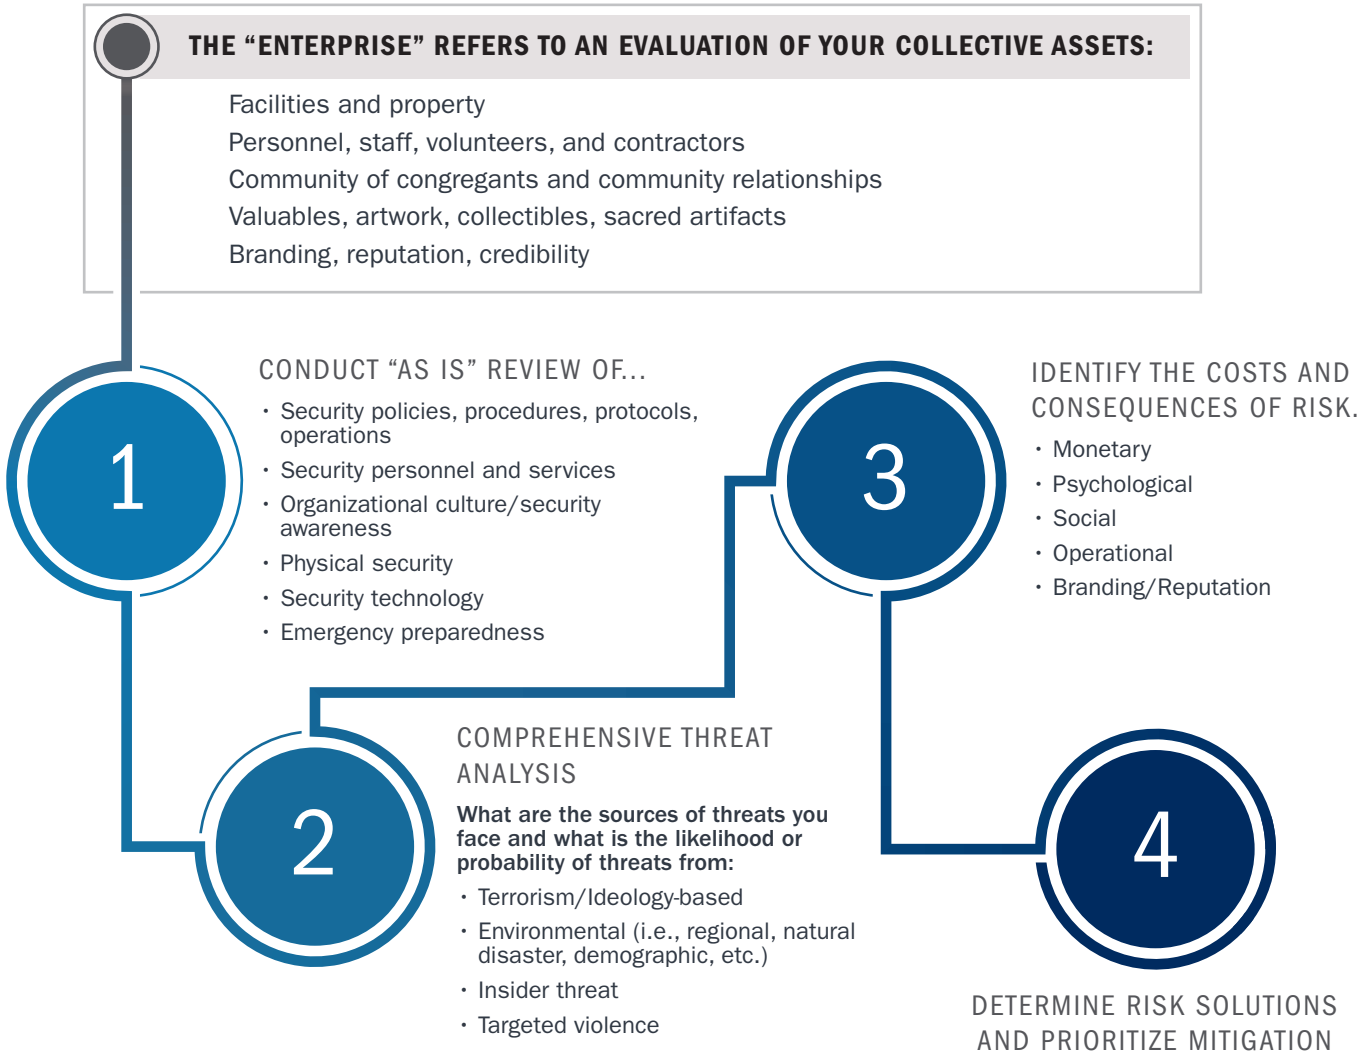 THE “ENTERPRISE” REFERS TO AN EVALUATION OF YOUR COLLECTIVE ASSETS:
Facilities and property
Personnel, staff, volunteers, and contractors
Community of congregants and community relationships
Valuables, artwork, collectibles, sacred artifacts
Branding, reputation, credibility
1
CONDUCT “AS IS” REVIEW OF...
• Security policies, procedures, protocols,
operations
• Security personnel and services
• Organizational culture/security
awareness
• Physical security
• Security technology
• Emergency preparedness
2
COMPREHENSIVE THREAT
ANALYSIS
What are the sources of threats you
face and what is the likelihood or
probability of threats from:
• Terrorism/Ideology-based
• Environmental (i.e., regional, natural
disaster, demographic, etc.)
• Insider threat
• Targeted violence
3
IDENTIFY THE COSTS AND
CONSEQUENCES OF RISK.
• Monetary
• Psychological
• Social
• Operational
• Branding/Reputation
4
DETERMINE RISK SOLUTIONS
AND PRIORITIZE MITIGATION